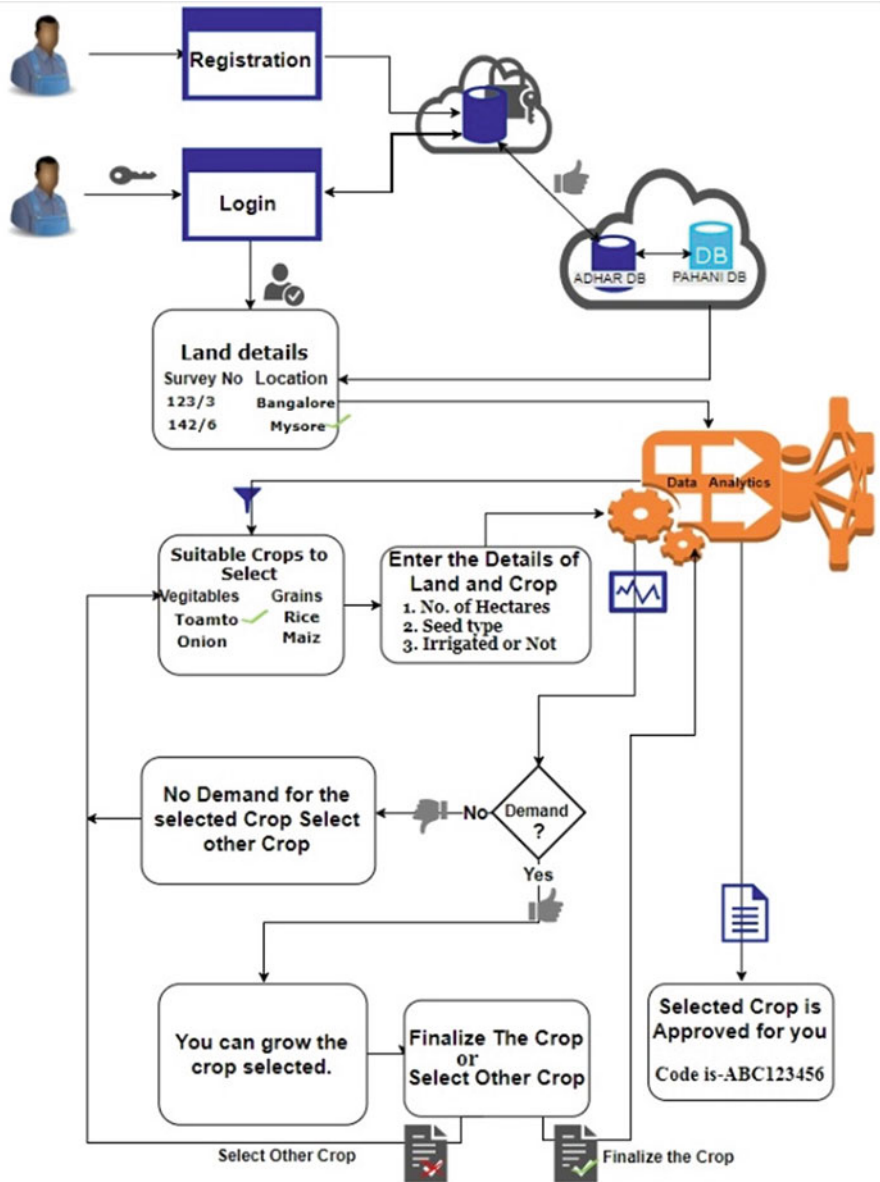 Registration
Login
ADHAR DB
DB
PAHANI DB
Land details
Survey No Location
123/3 Bangalore
142/6 Mysore
Data Analytics
Suitable Crops to
Select
Vegitables Grains
Toamto Rice
Onion Maiz
Enter the Details of
Land and Crop
1. No. of Hectares
2. Seed type
3. Irrigated or Not
No Demand for the
selected Crop Select
other Crop
No
Demand
?
Yes
You can grow the
crop selected.
Finalize The Crop
or
Select Other Crop
Selected Crop is
Approved for you
Code is-ABC123456
Select Other Crop
Finalize the Crop